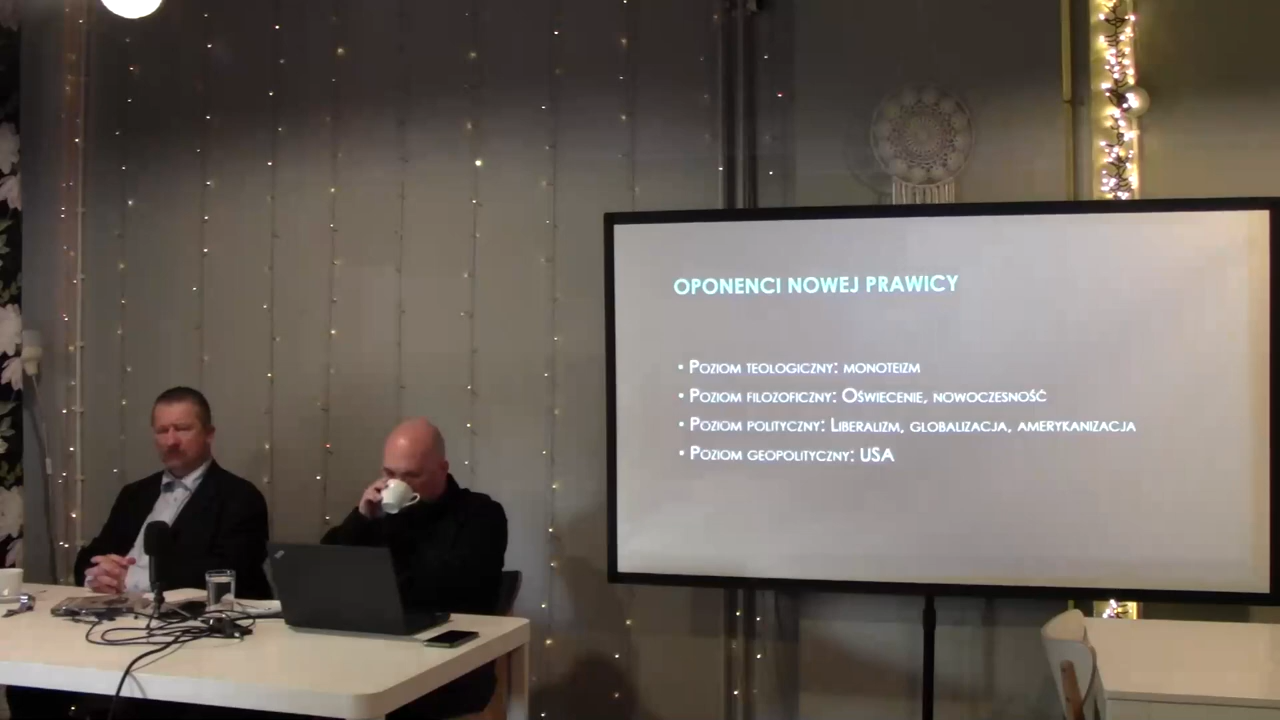 OPONENCI NOWEJ PRAWICY
• Poziom teologiczny: monoteizm
• Poziom filozoficzny: Oświecenie, nowoczesność
• Poziom polityczny: Liberalizm, globalizacja, amerykanizacja
• Poziom geopolityczny: USA